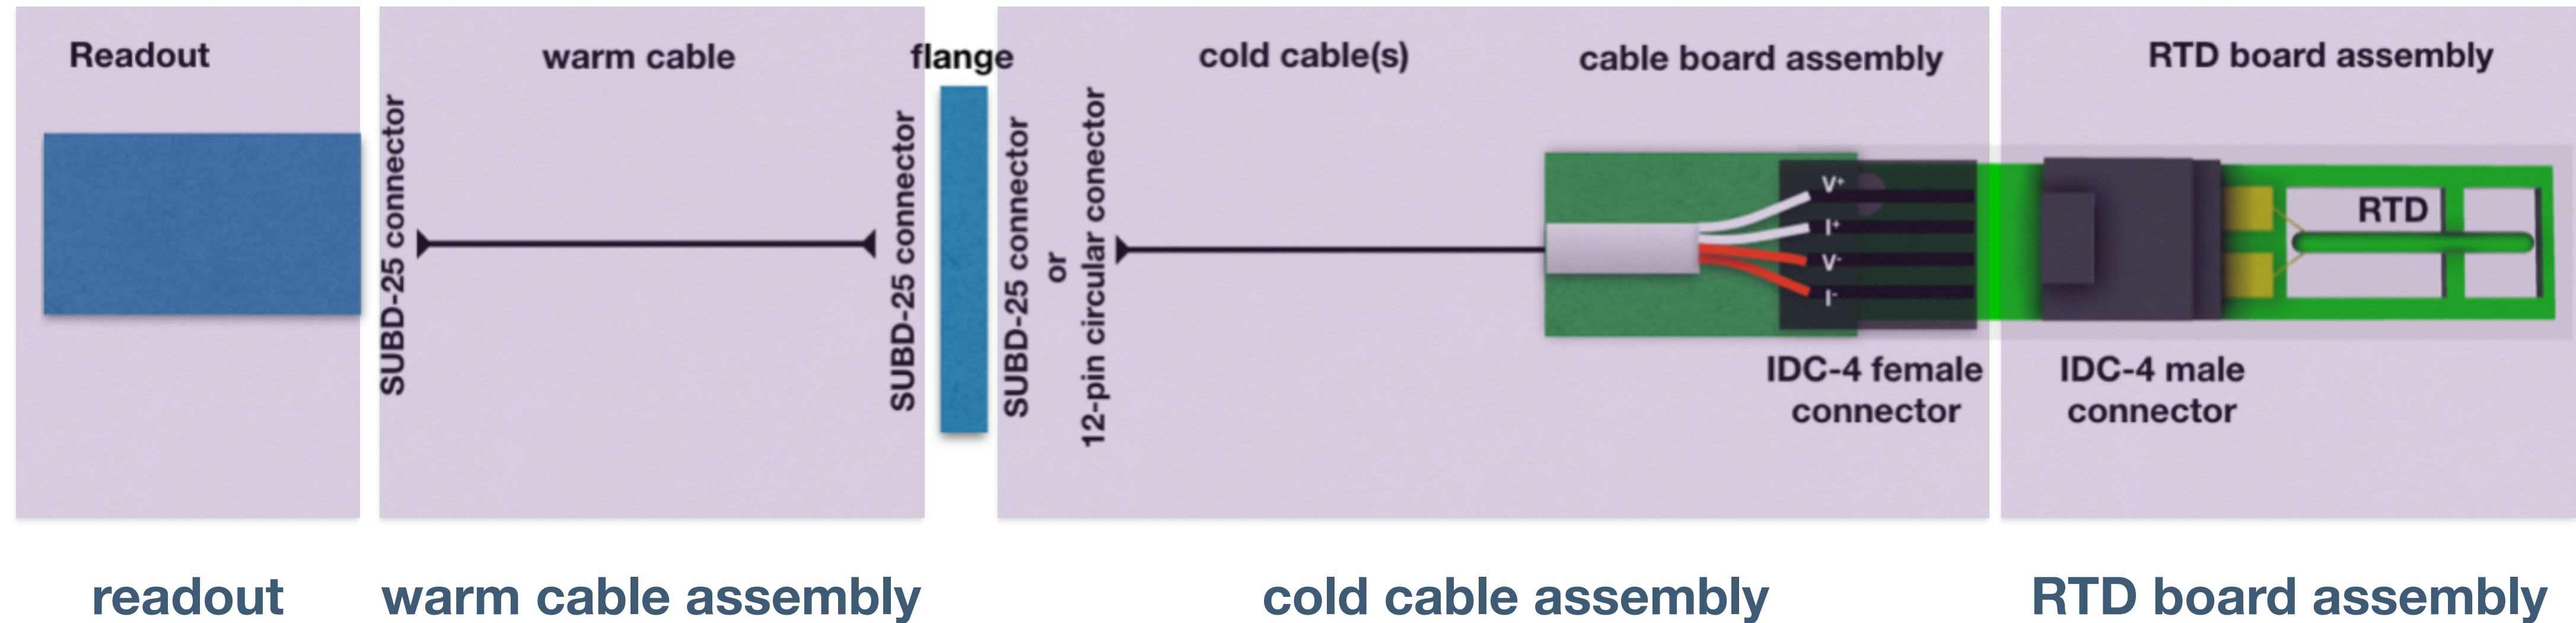 Readout
warm cable
flange
cold cable(s)
cable board assembly
RTD board assembly
SUBD-25 connector
SUBD-25 connector
SUBD-25 connector
or
12-pin circular conector
V+
I+
V-
I-
RTD
IDC-4 female
connector
IDC-4 male
connector
readout
warm cable assembly
cold cable assembly
RTD board assembly